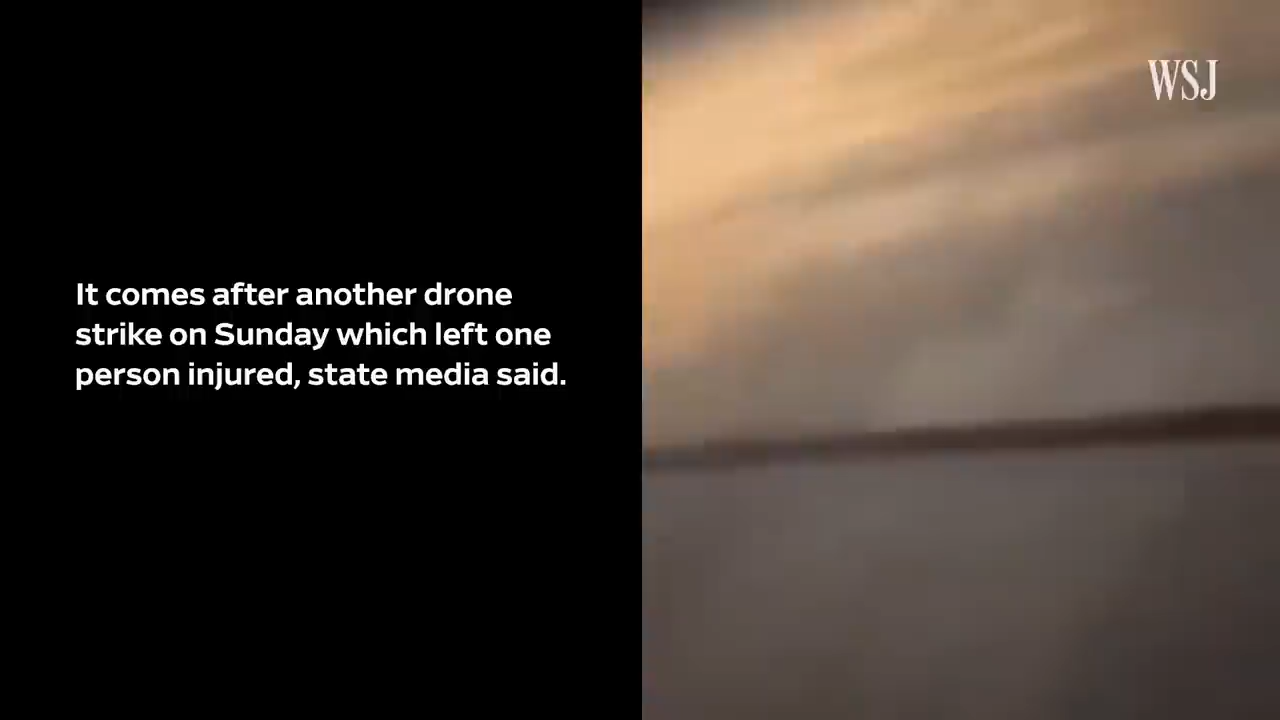 WSJ
It comes after another drone
strike on Sunday which left one
person injured, state media said.